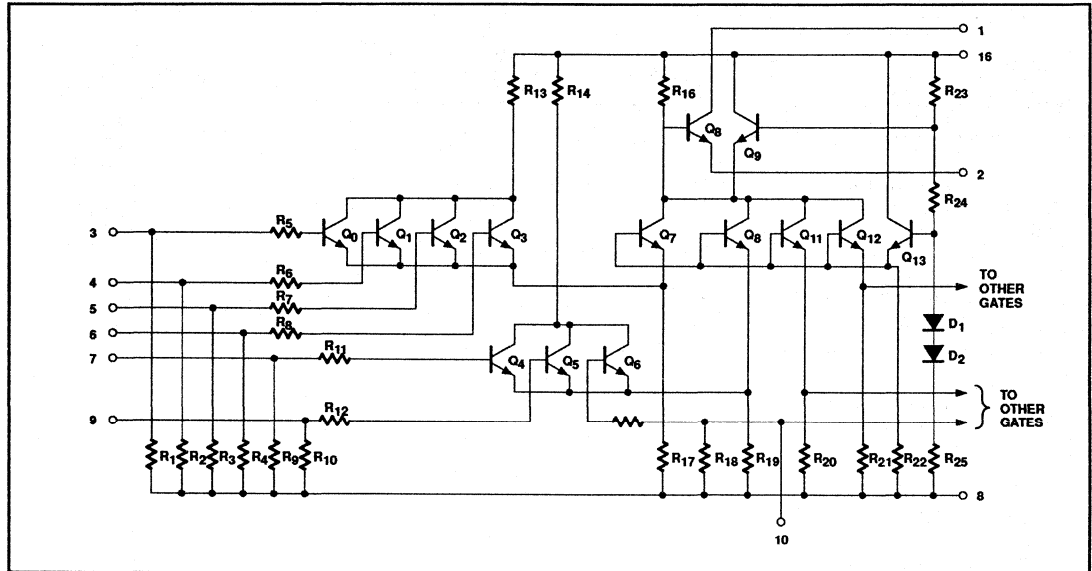 1
16
R13
R14
R16
R23
Q8
Q9
2
R24
3
R5
Q0
Q1
Q2
Q3
Q7
Q8
Q11
Q12
Q13
4
R6
TO
OTHER
GATES
5
R7
6
R8
D1
7
R11
Q4
Q5
Q6
D2
TO
OTHER
GATES
9
R12
R1
R2
R3
R4
R9
R10
R17
R18
R19
R20
R21
R22
R25
8
10